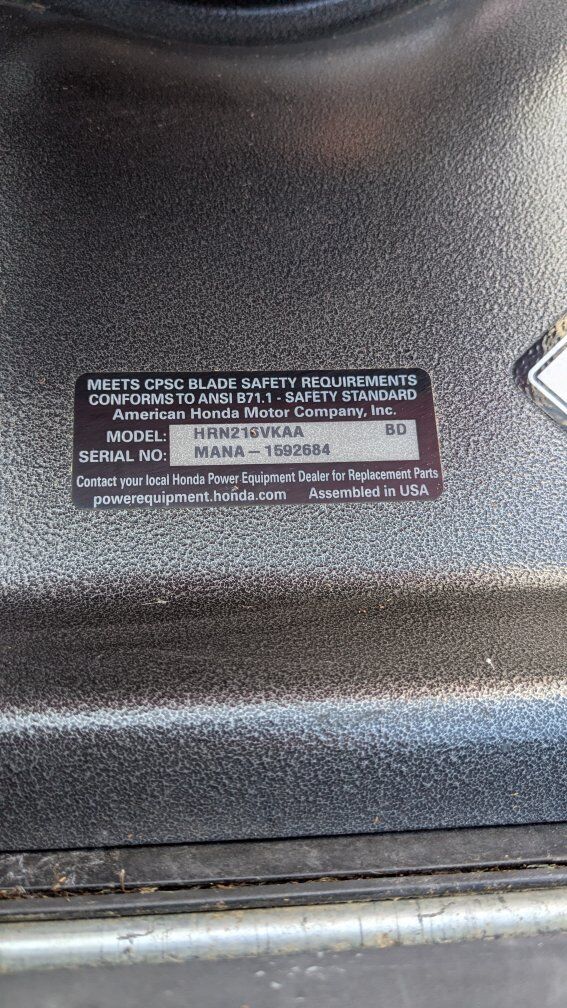 MEETS CPSC BLADE SAFETY REQUIREMENTS
CONFORMS TO ANSI B71.1 - SAFETY STANDARD
American Honda Motor Company, Inc.
MODEL: HRN216VKAA BD
SERIAL NO: MANA – 1592684
Contact your local Honda Power Equipment Dealer for Replacement Parts
powerequipment.honda.com Assembled in USA